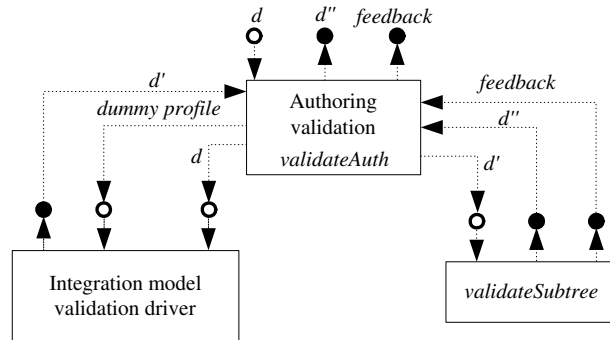 d
d''
feedback
d'
dummy profile
Authoring
validation
validateAuth
feedback
d''
d
d'
Integration model
validation driver
validateSubtree